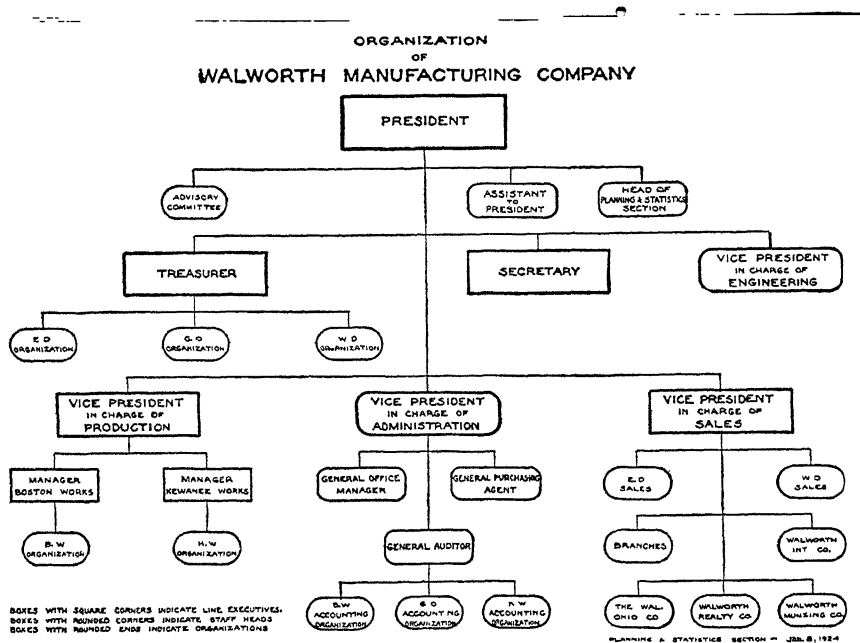 ORGANIZATION
OF
WALWORTH MANUFACTURING COMPANY
PRESIDENT
ADVISORY
COMMITTEE
ASSISTANT
TO
PRESIDENT
HEAD OF
PLANNING & STATISTICS
SECTION
TREASURER
SECRETARY
VICE PRESIDENT
IN CHARGE OF
ENGINEERING
E D
ORGANIZATION
G O
ORGANIZATION
W D
ORGANIZATION
VICE PRESIDENT
IN CHARGE OF
PRODUCTION
VICE PRESIDENT
IN CHARGE OF
ADMINISTRATION
VICE PRESIDENT
IN CHARGE OF
SALES
MANAGER
BOSTON WORKS
MANAGER
KEWANEE WORKS
GENERAL OFFICE
MANAGER
GENERAL PURCHASING
AGENT
E.D
SALES
W D
SALES
B.W
ORGANIZATION
K.W
ORGANIZATION
GENERAL AUDITOR
BRANCHES
WALWORTH
INT CO.
B.W
ACCOUNTING
ORGANIZATION
G O
ACCOUNTING
ORGANIZATION
K W
ACCOUNTING
ORGANIZATION
THE WAL.
OHIO CO
WALWORTH
REALTY CO
WALWORTH
MUNZING CO.
BOXES WITH SQUARE CORNERS INDICATE LINE EXECUTIVES.
BOXES WITH ROUNDED CORNERS INDICATE STAFF HEADS
BOXES WITH ROUNDED ENDS INDICATE ORGANIZATIONS
PLANNING & STATISTICS SECTION - JAN. 8, 1924